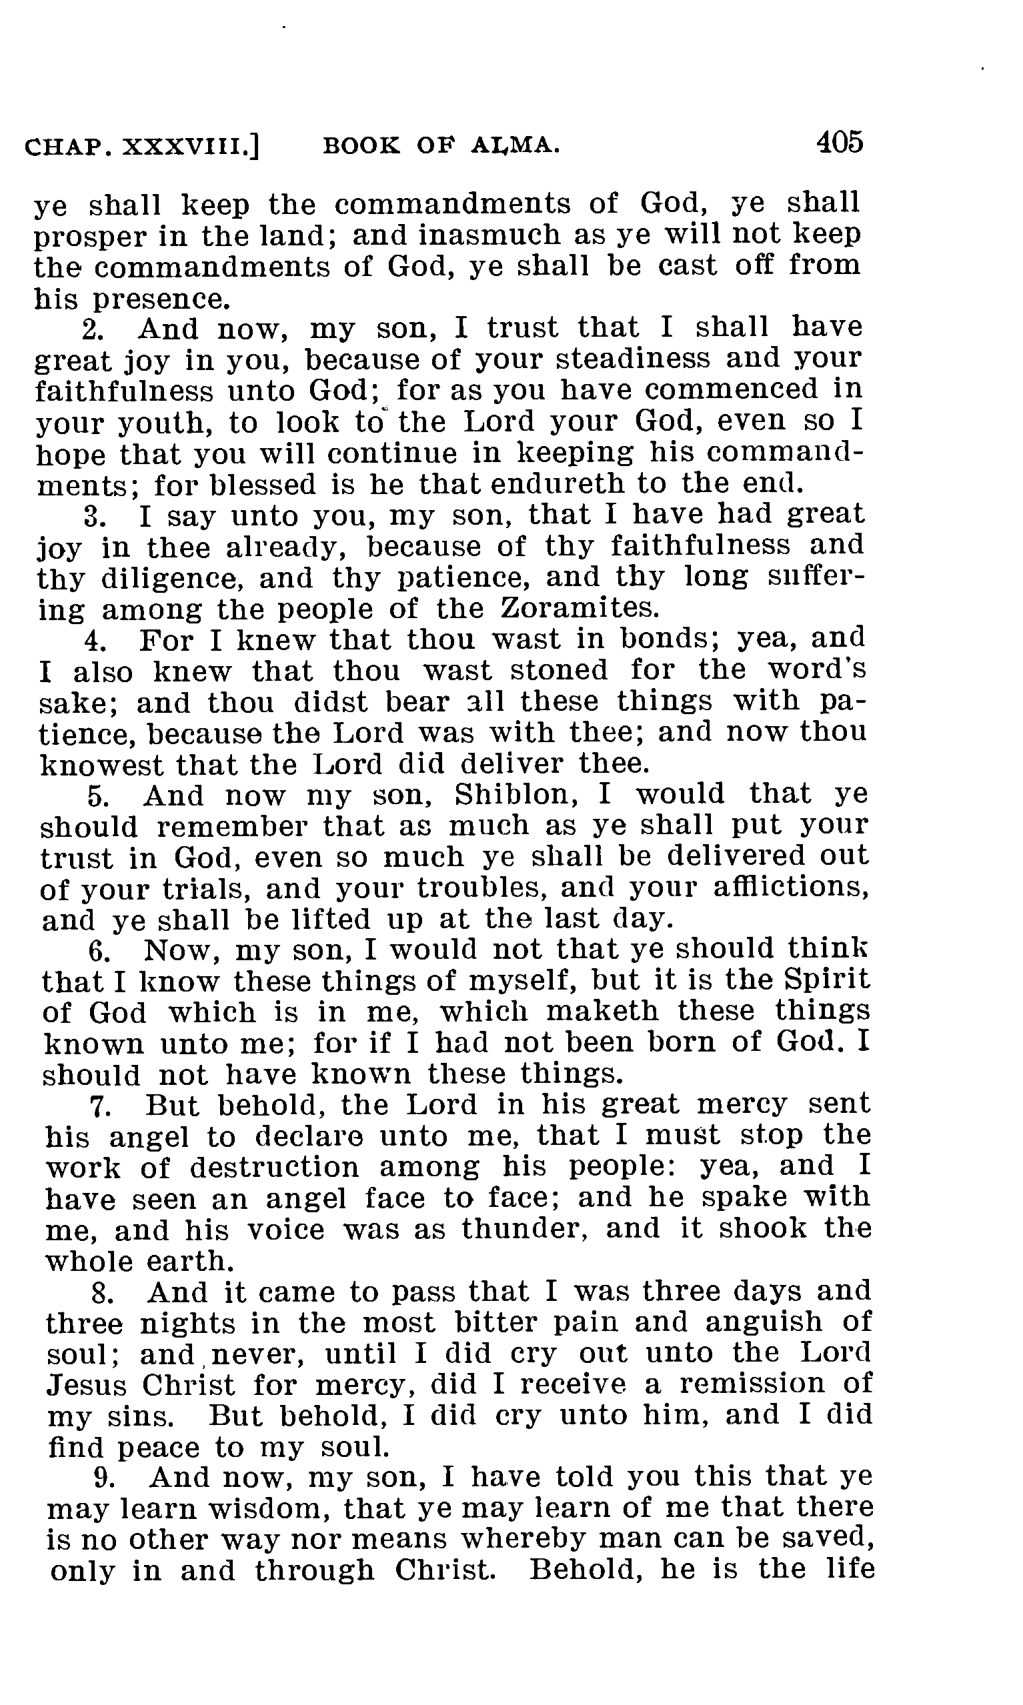 CHAP. XXXVIII.] BOOK OF ALMA. 405
ye shall keep the commandments of God, ye shall
prosper in the land; and inasmuch as ye will not keep
the commandments of God, ye shall be cast off from
his presence.
2. And now, my son, I trust that I shall have
great joy in you, because of your steadiness and your
faithfulness unto God; for as you have commenced in
your youth, to look to the Lord your God, even so I
hope that you will continue in keeping his command-
ments; for blessed is he that endureth to the end.
3. I say unto you, my son, that I have had great
joy in thee already, because of thy faithfulness and
thy diligence, and thy patience, and thy long suffer-
ing among the people of the Zoramites.
4. For I knew that thou wast in bonds; yea, and
I also knew that thou wast stoned for the word's
sake; and thou didst bear all these things with pa-
tience, because the Lord was with thee; and now thou
knowest that the Lord did deliver thee.
5. And now my son, Shiblon, I would that ye
should remember that as much as ye shall put your
trust in God, even so much ye shall be delivered out
of your trials, and your troubles, and your afflictions,
and ye shall be lifted up at the last day.
6. Now, my son, I would not that ye should think
that I know these things of myself, but it is the Spirit
of God which is in me, which maketh these things
known unto me; for if I had not been born of God. I
should not have known these things.
7. But behold, the Lord in his great mercy sent
his angel to declare unto me, that I must stop the
work of destruction among his people: yea, and I
have seen an angel face to face; and he spake with
me, and his voice was as thunder, and it shook the
whole earth.
8. And it came to pass that I was three days and
three nights in the most bitter pain and anguish of
soul; and never, until I did cry out unto the Lord
Jesus Christ for mercy, did I receive a remission of
my sins. But behold, I did cry unto him, and I did
find peace to my soul.
9. And now, my son, I have told you this that ye
may learn wisdom, that ye may learn of me that there
is no other way nor means whereby man can be saved,
only in and through Christ. Behold, he is the life